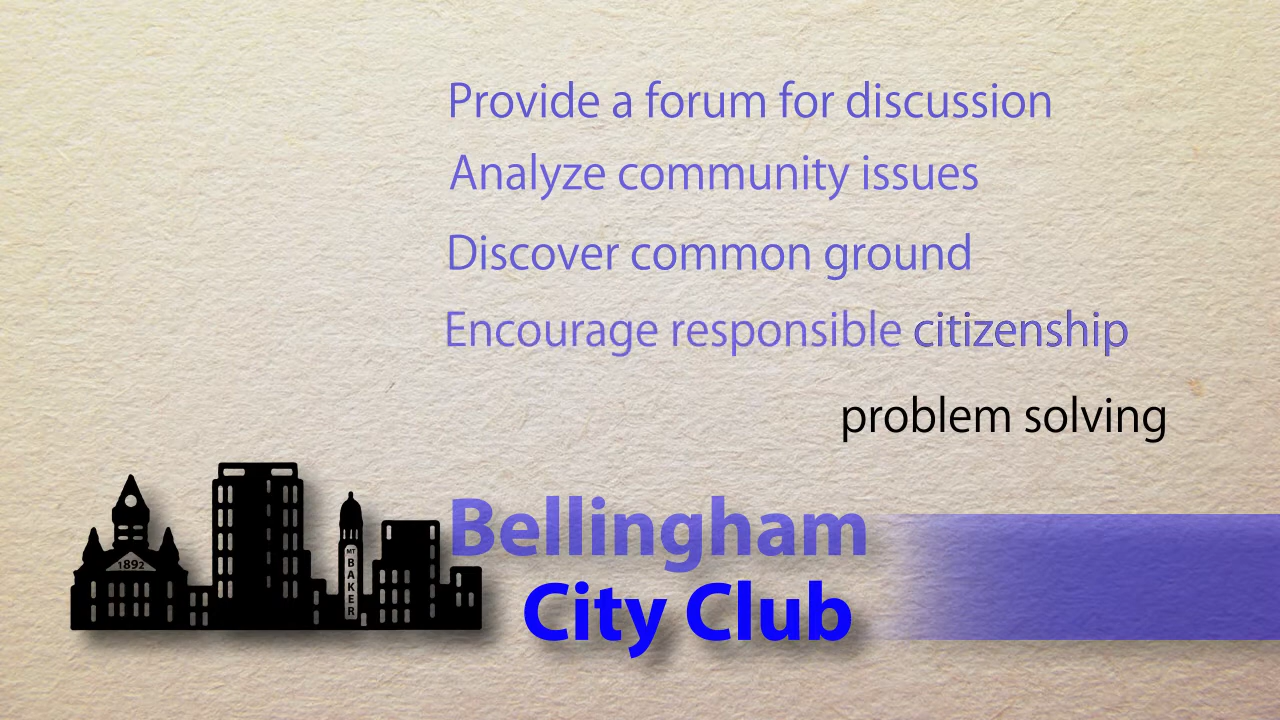 Provide a forum for discussion
Analyze community issues
Discover common ground
Encourage responsible citizenship
problem solving
1892
MT
BAKER
Bellingham
City Club